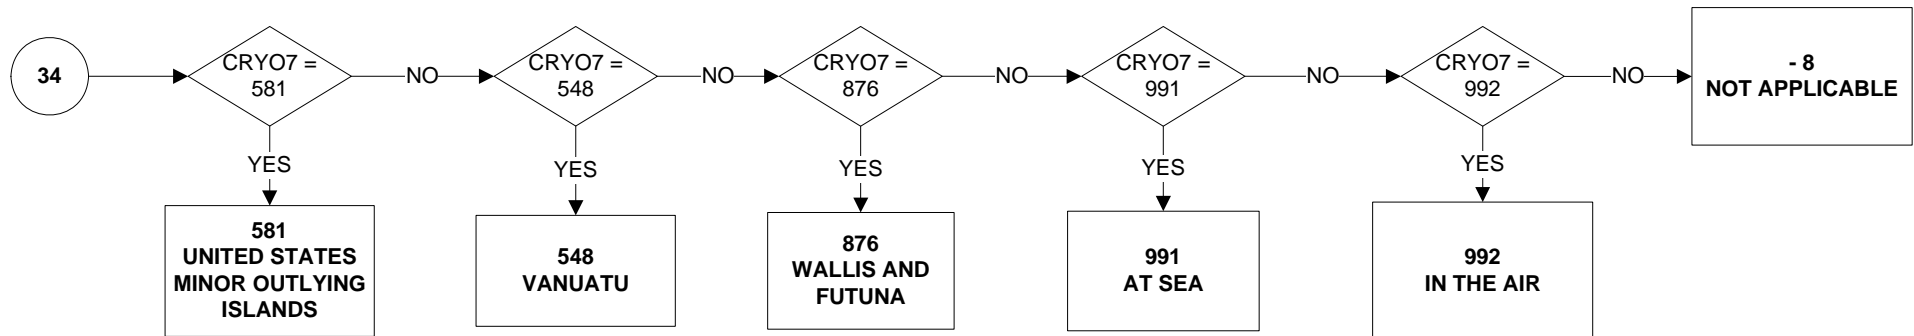 34
CRYO7 =
581
NO
CRYO7 =
548
NO
CRYO7 =
876
NO
CRYO7 =
991
NO
CRYO7 =
992
NO
- 8
NOT APPLICABLE
YES
YES
YES
YES
YES
581
UNITED STATES
MINOR OUTLYING
ISLANDS
548
VANUATU
876
WALLIS AND
FUTUNA
991
AT SEA
992
IN THE AIR